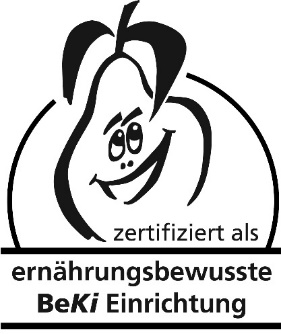 zertifiziert als
ernährungsbewusste
BeKi Einrichtung